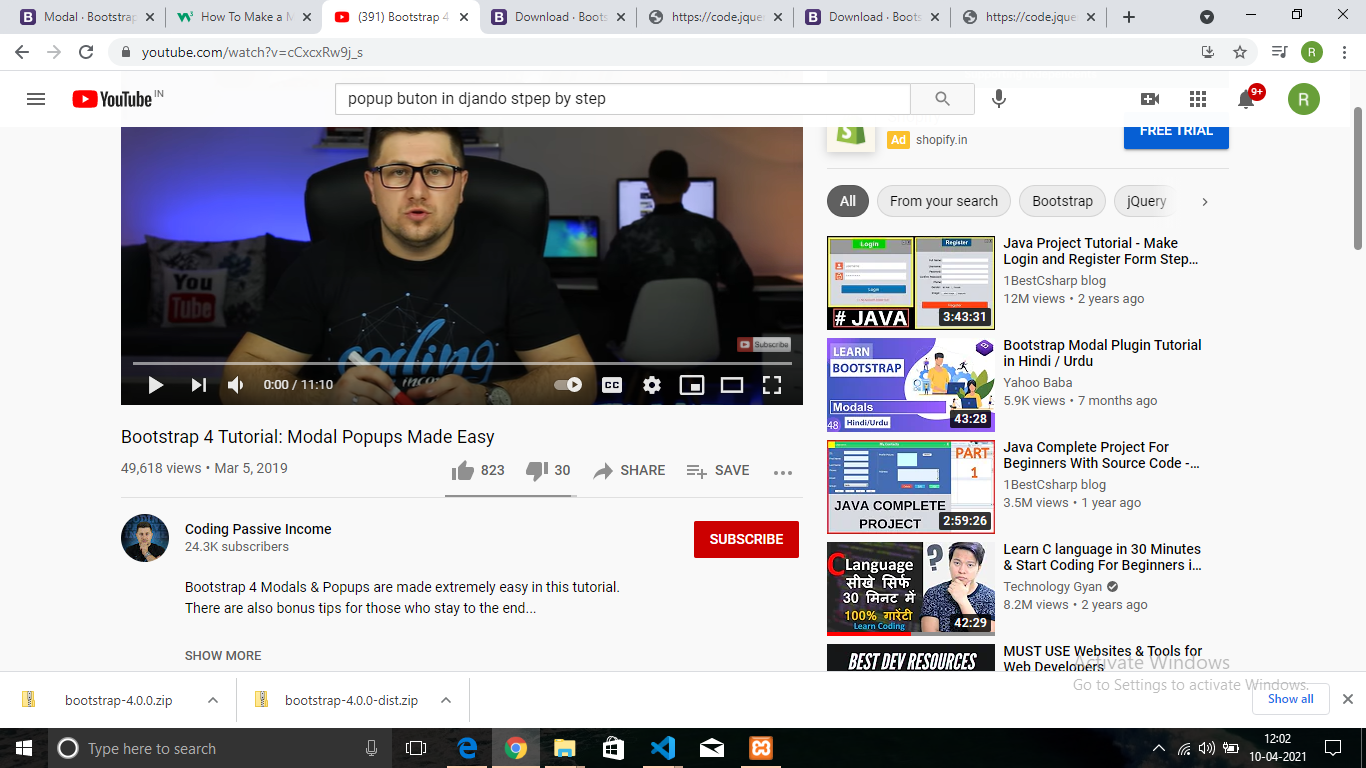 Modal · Bootstrap
How To Make a M
(391) Bootstrap 4
Download · Boots
https://code.jque
Download · Boots
https://code.jque
youtube.com/watch?v=cCxcxRw9j_s
R
YouTube IN
popup buton in djando stpep by step
9+
R
Ad shopify.in
FREE TRIAL
You
Tube
coding
Subscribe
0:00 / 11:10
CC
Bootstrap 4 Tutorial: Modal Popups Made Easy
49,618 views • Mar 5, 2019
823
30
SHARE
SAVE
Coding Passive Income
24.3K subscribers
SUBSCRIBE
Bootstrap 4 Modals & Popups are made extremely easy in this tutorial.
There are also bonus tips for those who stay to the end...
SHOW MORE
All
From your search
Bootstrap
jQuery
Login
Register
# JAVA
3:43:31
Java Project Tutorial - Make
Login and Register Form Step...
1BestCsharp blog
12M views • 2 years ago
LEARN
BOOTSTRAP
Modals
48 Hindi/Urdu
43:28
Bootstrap Modal Plugin Tutorial
in Hindi / Urdu
Yahoo Baba
5.9K views • 7 months ago
PART
1
JAVA COMPLETE
PROJECT
2:59:26
Java Complete Project For
Beginners With Source Code -...
1BestCsharp blog
3.5M views • 1 year ago
C Language
सीखे सिर्फ
30 मिनट में
100% गारेंटी
Learn Coding
42:29
Learn C language in 30 Minutes
& Start Coding For Beginners i...
Technology Gyan
8.2M views • 2 years ago
BEST DEV RESOURCES
MUST USE Websites & Tools for
Web Developers
Activate Windows
Go to Settings to activate Windows.
bootstrap-4.0.0.zip
bootstrap-4.0.0-dist.zip
Show all
Type here to search
12:02
10-04-2021